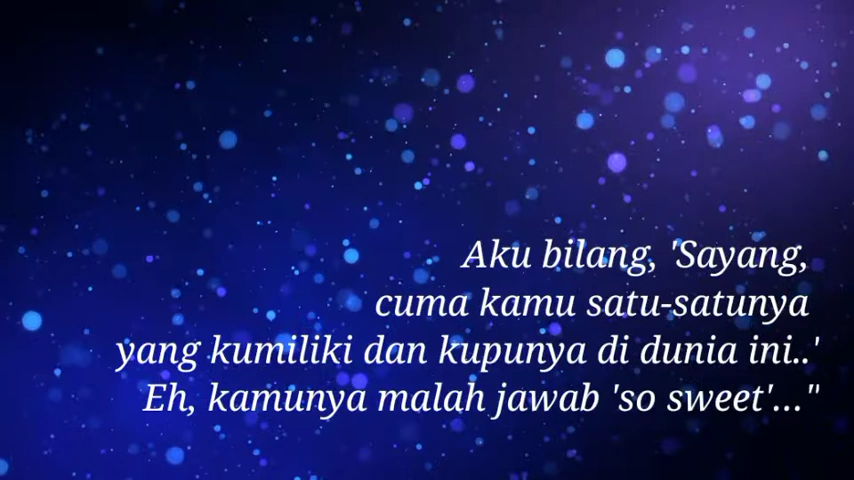 Aku bilang, 'Sayang,
cuma kamu satu-satunya
yang kumiliki dan kupunya di dunia ini..'
Eh, kamunya malah jawab 'so sweet'..."